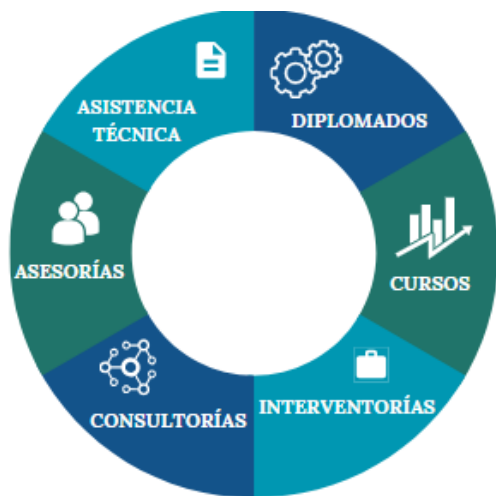 ASISTENCIA
TÉCNICA
DIPLOMADOS
ASESORÍAS
CURSOS
CONSULTORÍAS
INTERVENTORÍAS